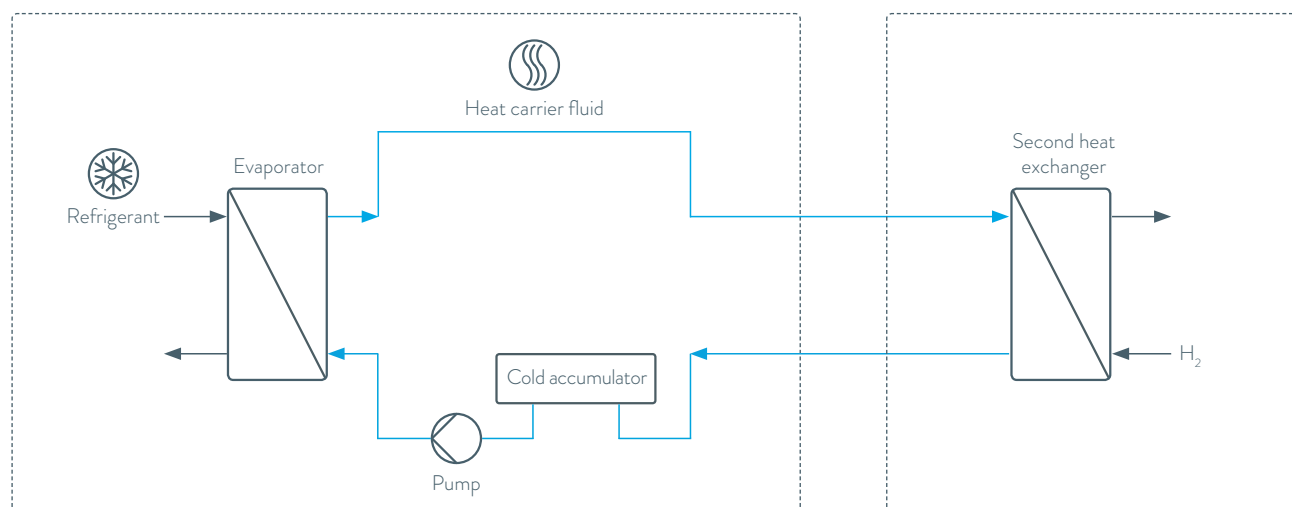 Heat carrier fluid
Second heat
exchanger
Evaporator
Refrigerant
H₂
Cold accumulator
Pump